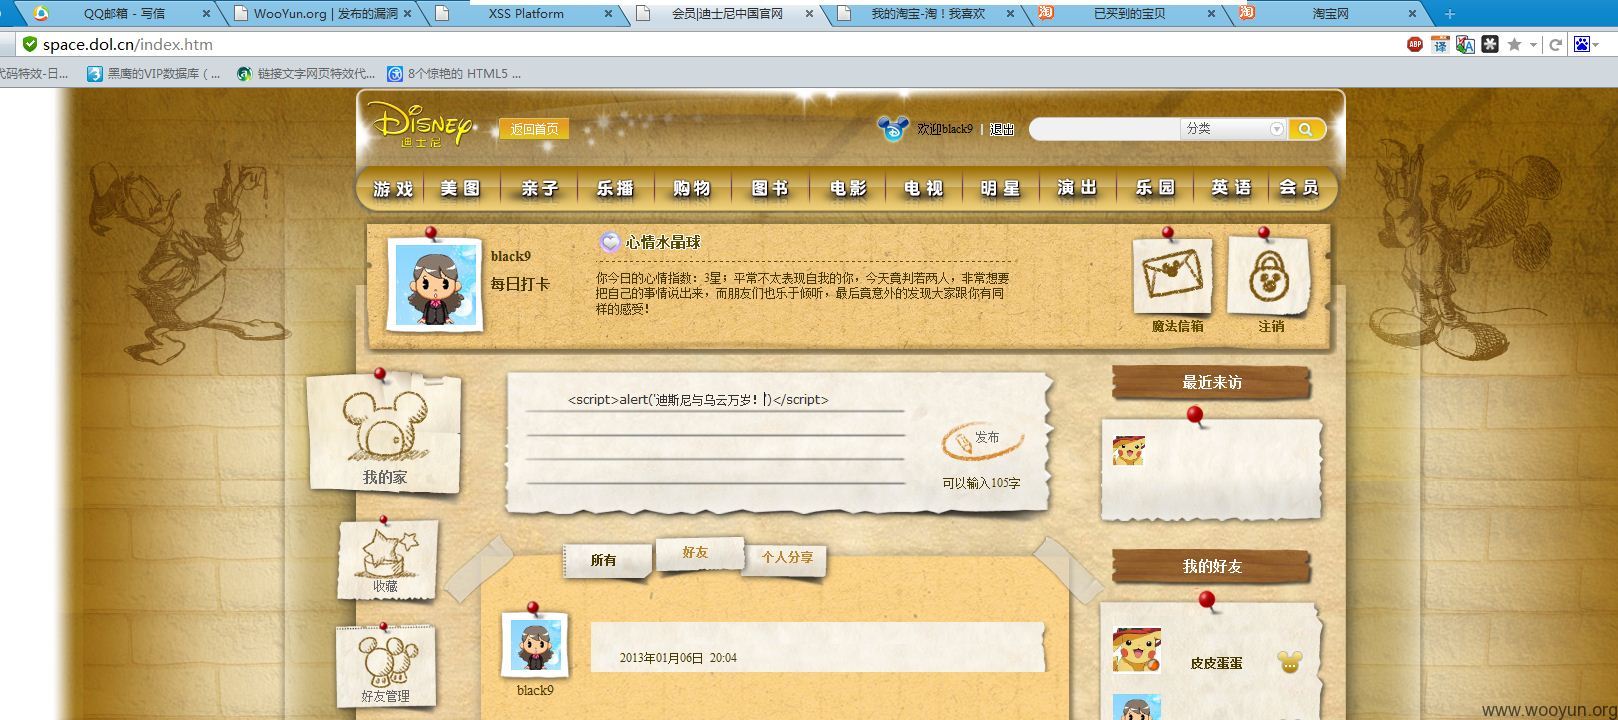 QQ邮箱 - 写信
WooYun.org | 发布的漏洞
XSS Platform
会员|迪士尼中国官网
我的淘宝-淘！我喜欢
已买到的宝贝
淘宝网
space.dol.cn/index.htm
代码特效-日...
黑鹰的VIP数据库 (...
链接文字网页特效代...
8个惊艳的 HTML5 ...
Disney
迪士尼
返回首页
欢迎black9 | 退出
分类
游戏
美图
亲子
乐播
购物
图书
电影
电视
明星
演出
乐园
英语
会员
black9
每日打卡
心情水晶球
你今日的心情指数：3星；平常不太表现自我的你，今天竟判若两人，非常想要
把自己的事情说出来，而朋友们也乐于倾听，最后竟意外的发现大家跟你有同
样的感受！
魔法信箱
注销
我的家
收藏
好友管理
<script>alert('迪斯尼与乌云万岁！')</script>
发布
可以输入105字
最近来访
所有
好友
个人分享
我的好友
2013年01月06日 20:04
black9
皮皮蛋蛋
www.wooyun.org